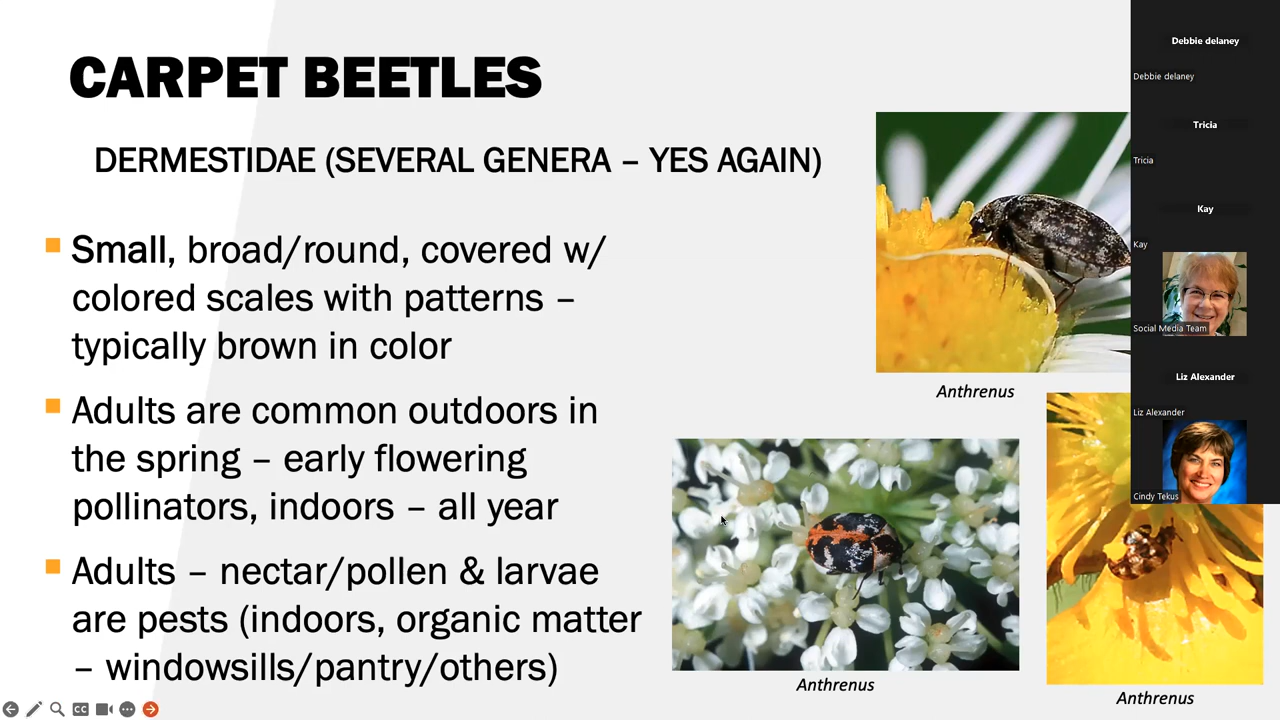 CARPET BEETLES
DERMESTIDAE (SEVERAL GENERA – YES AGAIN)
Small, broad/round, covered w/
colored scales with patterns –
typically brown in color
Adults are common outdoors in
the spring – early flowering
pollinators, indoors – all year
Adults – nectar/pollen & larvae
are pests (indoors, organic matter
– windowsills/pantry/others)
Anthrenus
Anthrenus
Anthrenus
Debbie delaney
Debbie delaney
Tricia
Tricia
Kay
Kay
Social Media Team
Liz Alexander
Liz Alexander
Cindy Tekus
CC